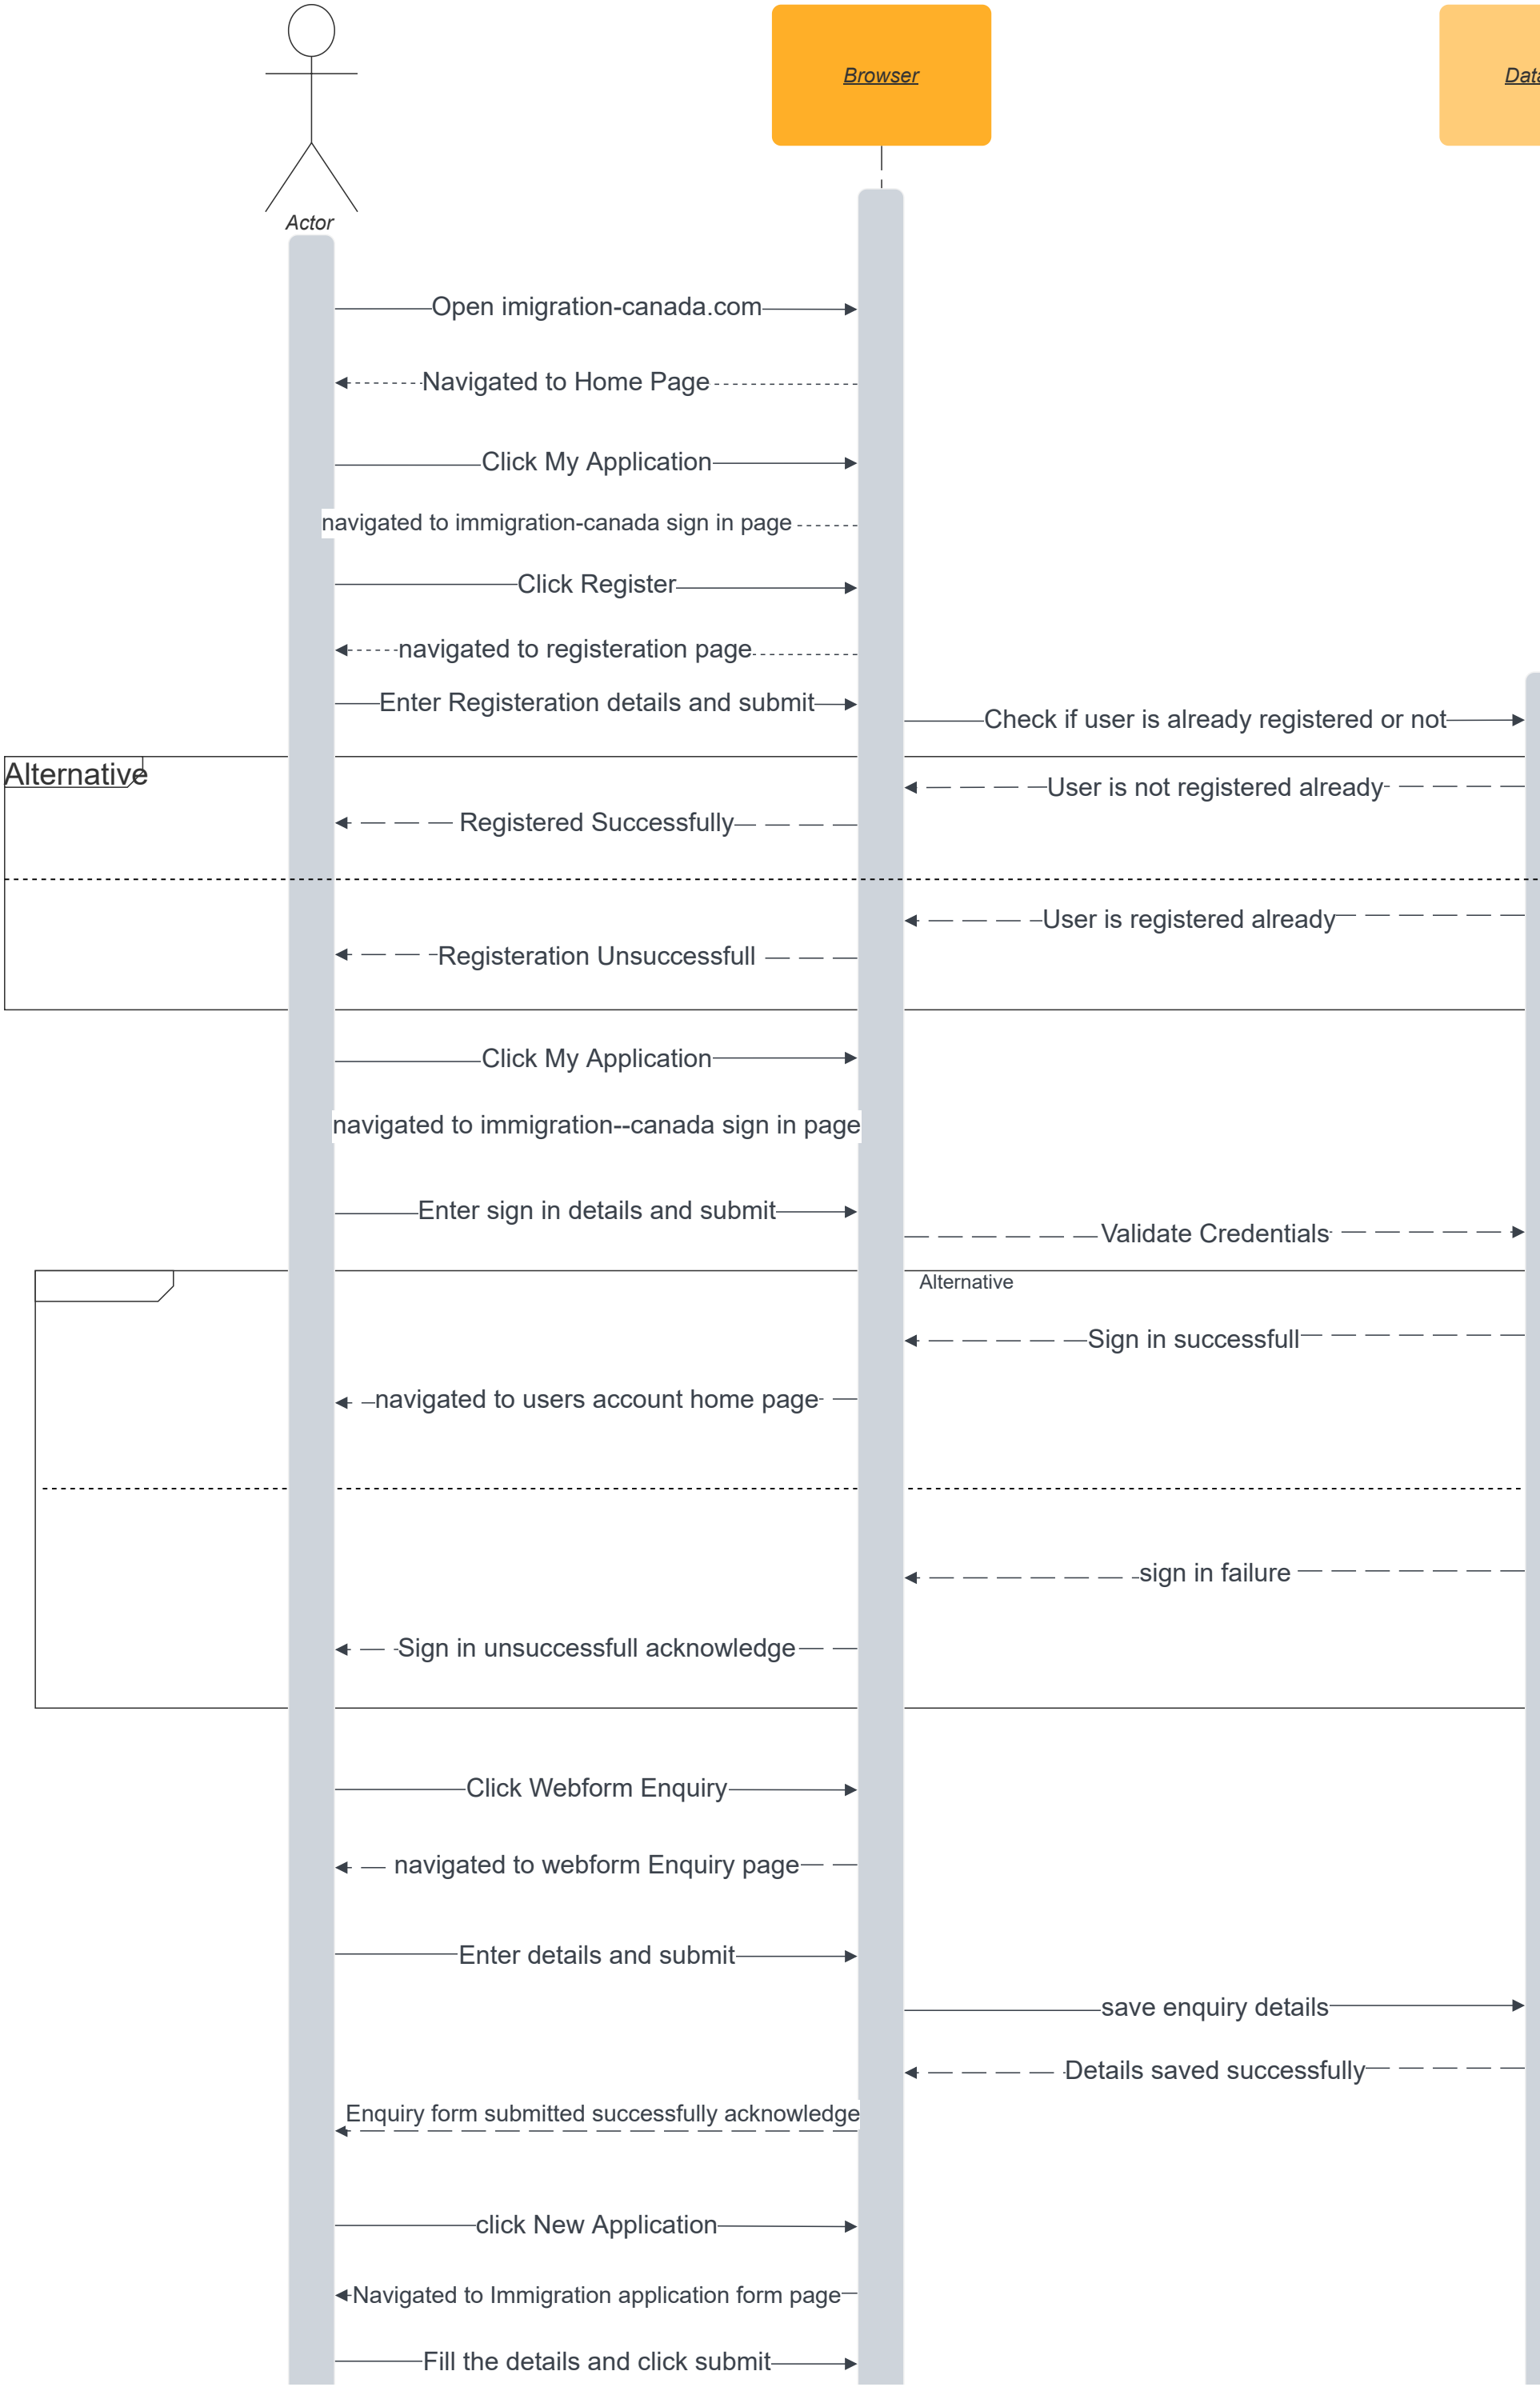 Browser
Data
Actor
Open imigration-canada.com
Navigated to Home Page
Click My Application
navigated to immigration-canada sign in page
Click Register
navigated to registeration page
Enter Registeration details and submit
Check if user is already registered or not
Alternative
User is not registered already
Registered Successfully
User is registered already
Registeration Unsuccessfull
Click My Application
navigated to immigration--canada sign in page
Enter sign in details and submit
Validate Credentials
Alternative
Sign in successfull
navigated to users account home page
sign in failure
Sign in unsuccessfull acknowledge
Click Webform Enquiry
navigated to webform Enquiry page
Enter details and submit
save enquiry details
Details saved successfully
Enquiry form submitted successfully acknowledge
click New Application
Navigated to Immigration application form page
Fill the details and click submit